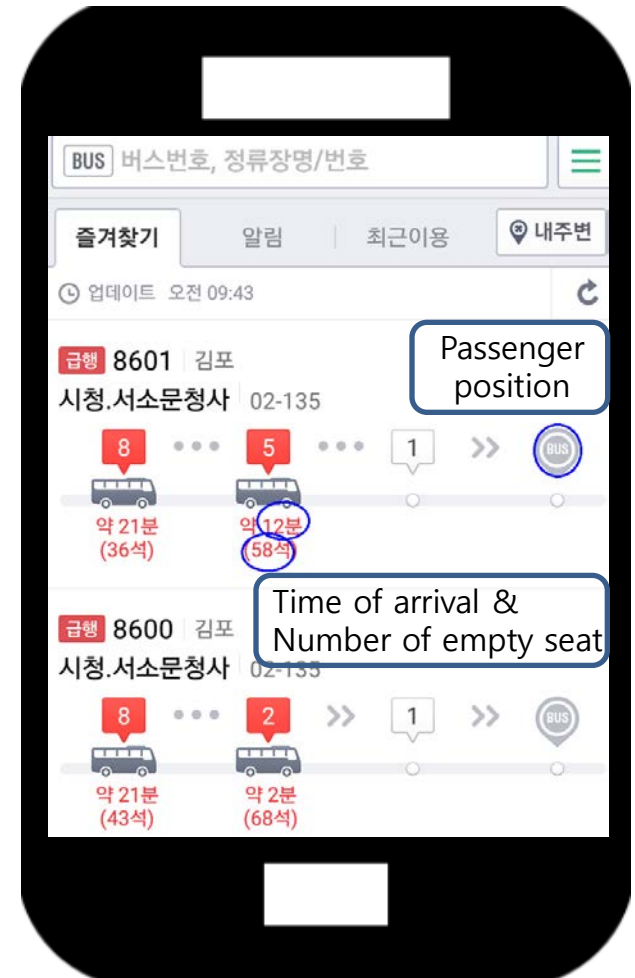 BUS 버스번호, 정류장명/번호
즐겨찾기 알림 최근이용 내주변
업데이트 오전 09:43
급행 8601 김포
Passenger
position
시청.서소문청사 02-135
8 5 1 BUS
약 21분 약 12분
(36석) (58석)
Time of arrival &
Number of empty seat
급행 8600 김포
시청.서소문청사 02-135
8 2 1 BUS
약 21분 약 2분
(43석) (68석)